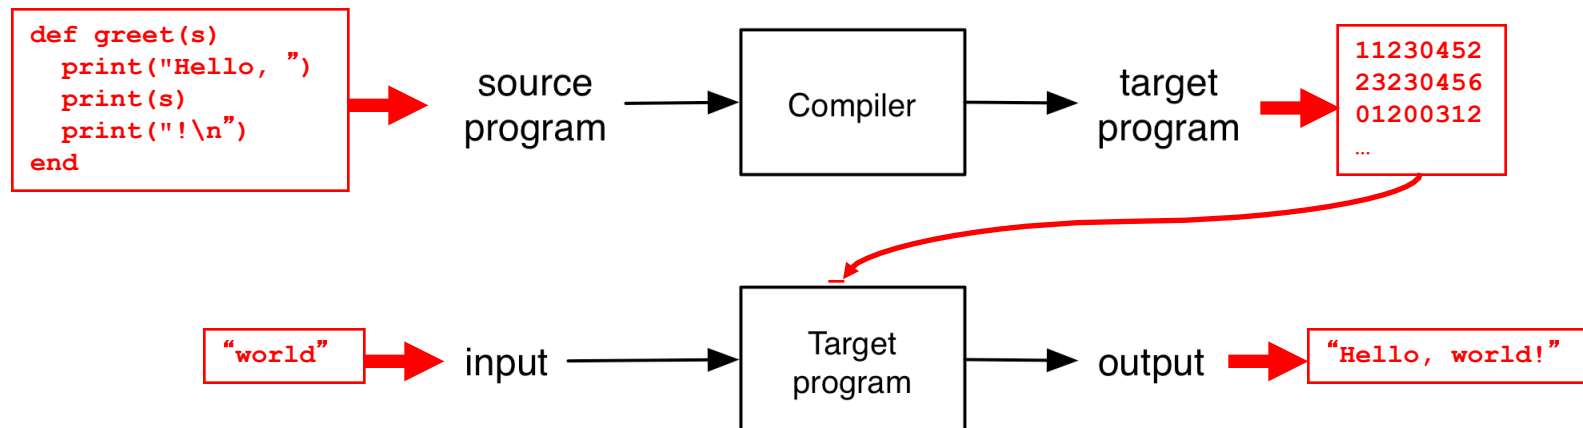 def greet(s)
  print("Hello, ”)
  print(s)
  print("!\n”)
end
source
program
Compiler
target
program
11230452
23230456
01200312
…
“world”
input
Target
program
output
“Hello, world!”